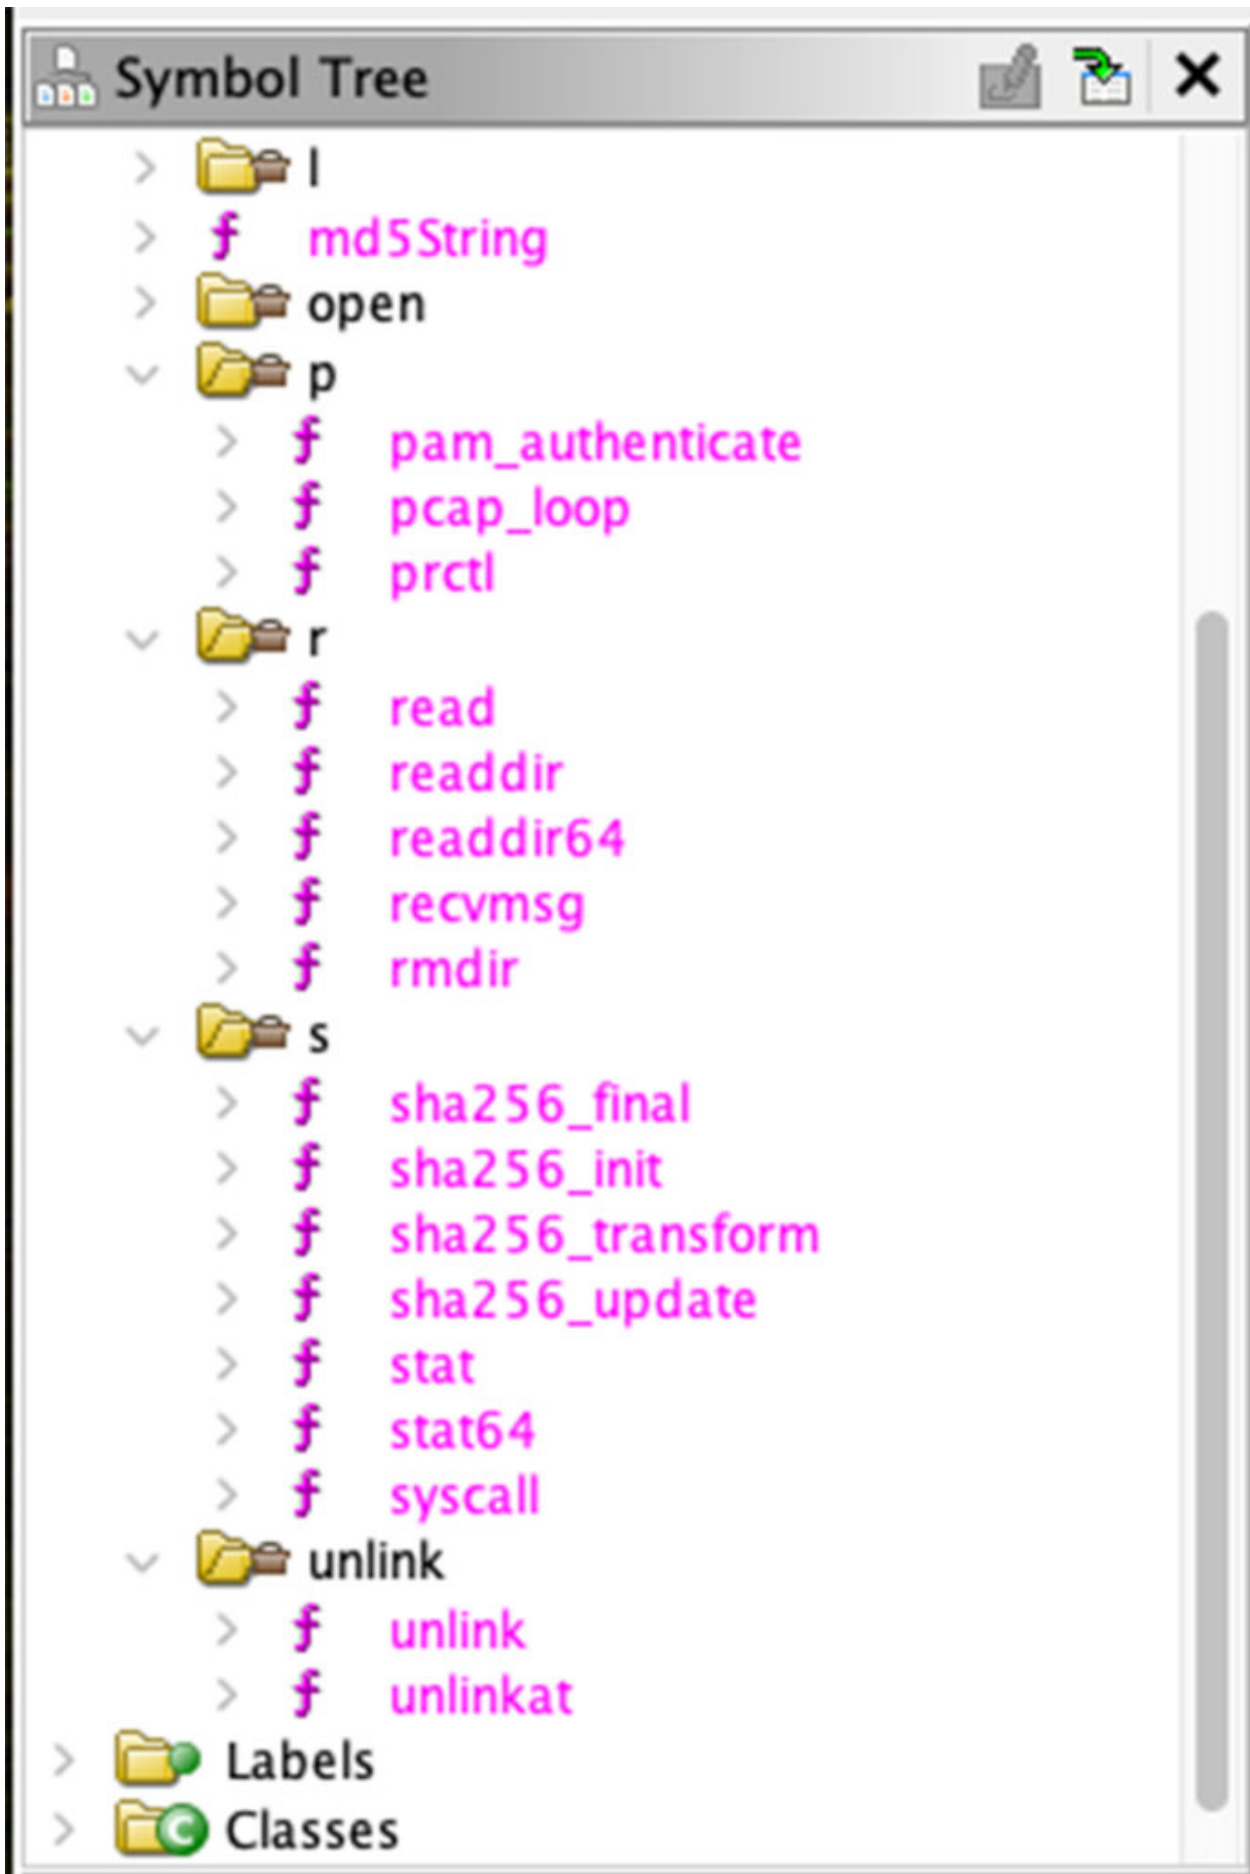 Symbol Tree
l
md5String
open
p
pam_authenticate
pcap_loop
prctl
r
read
readdir
readdir64
recvmsg
rmdir
s
sha256_final
sha256_init
sha256_transform
sha256_update
stat
stat64
syscall
unlink
unlink
unlinkat
Labels
C Classes